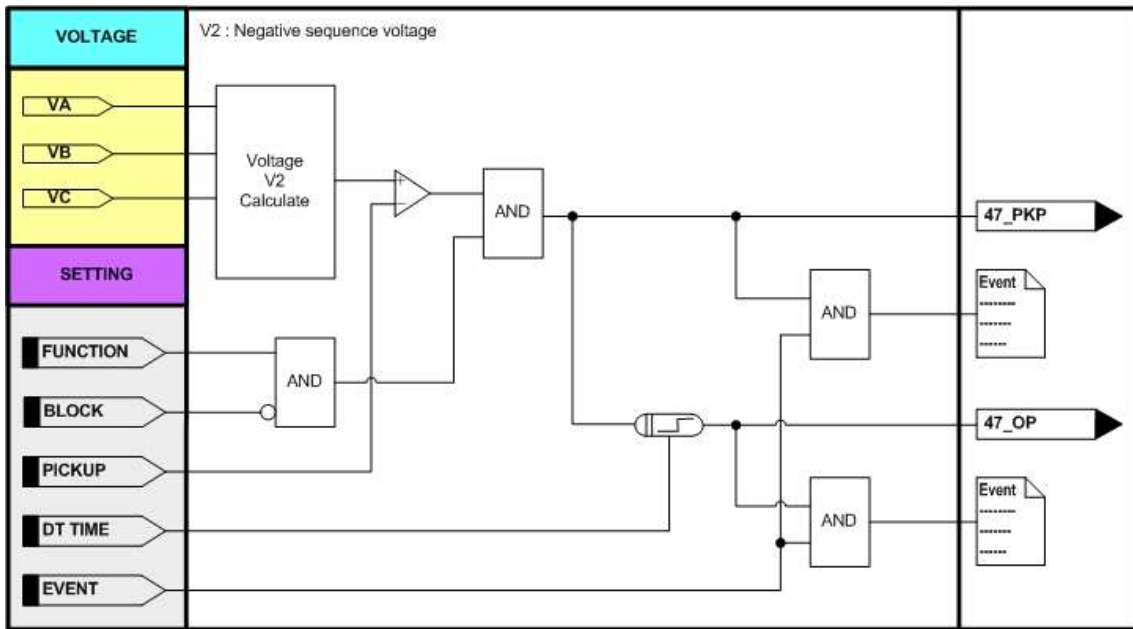 VOLTAGE
V2 : Negative sequence voltage
VA
VB
VC
Voltage
V2
Calculate
+
−
AND
47_PKP
SETTING
Event
AND
FUNCTION
AND
BLOCK
47_OP
PICKUP
Event
AND
DT TIME
EVENT